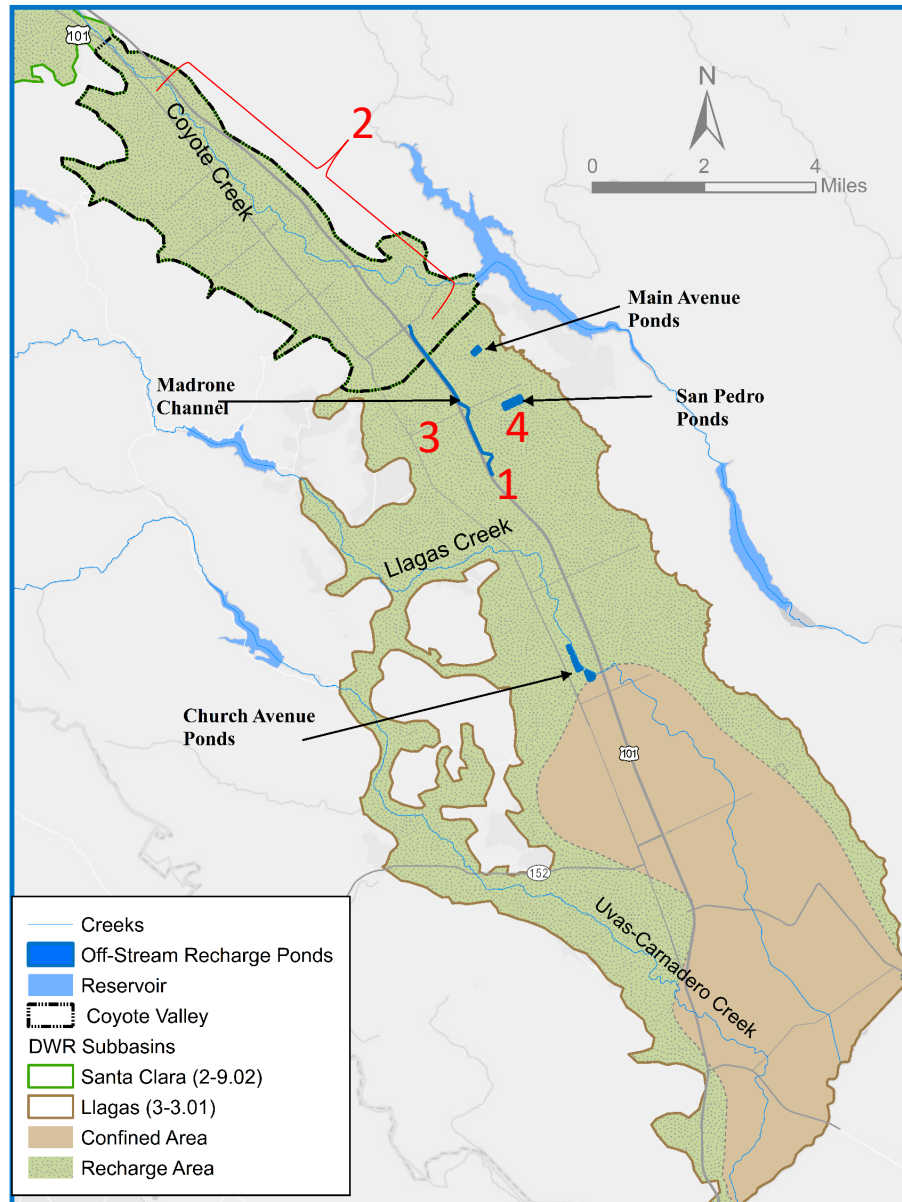 101
2
Coyote Creek
N
0 2 4
Miles
Main Avenue
Ponds
Madrone
Channel
San Pedro
Ponds
3
4
1
Llagas Creek
Church Avenue
Ponds
101
152
Uvas-Carnadero Creek
Creeks
Off-Stream Recharge Ponds
Reservoir
Coyote Valley
DWR Subbasins
Santa Clara (2-9.02)
Llagas (3-3.01)
Confined Area
Recharge Area